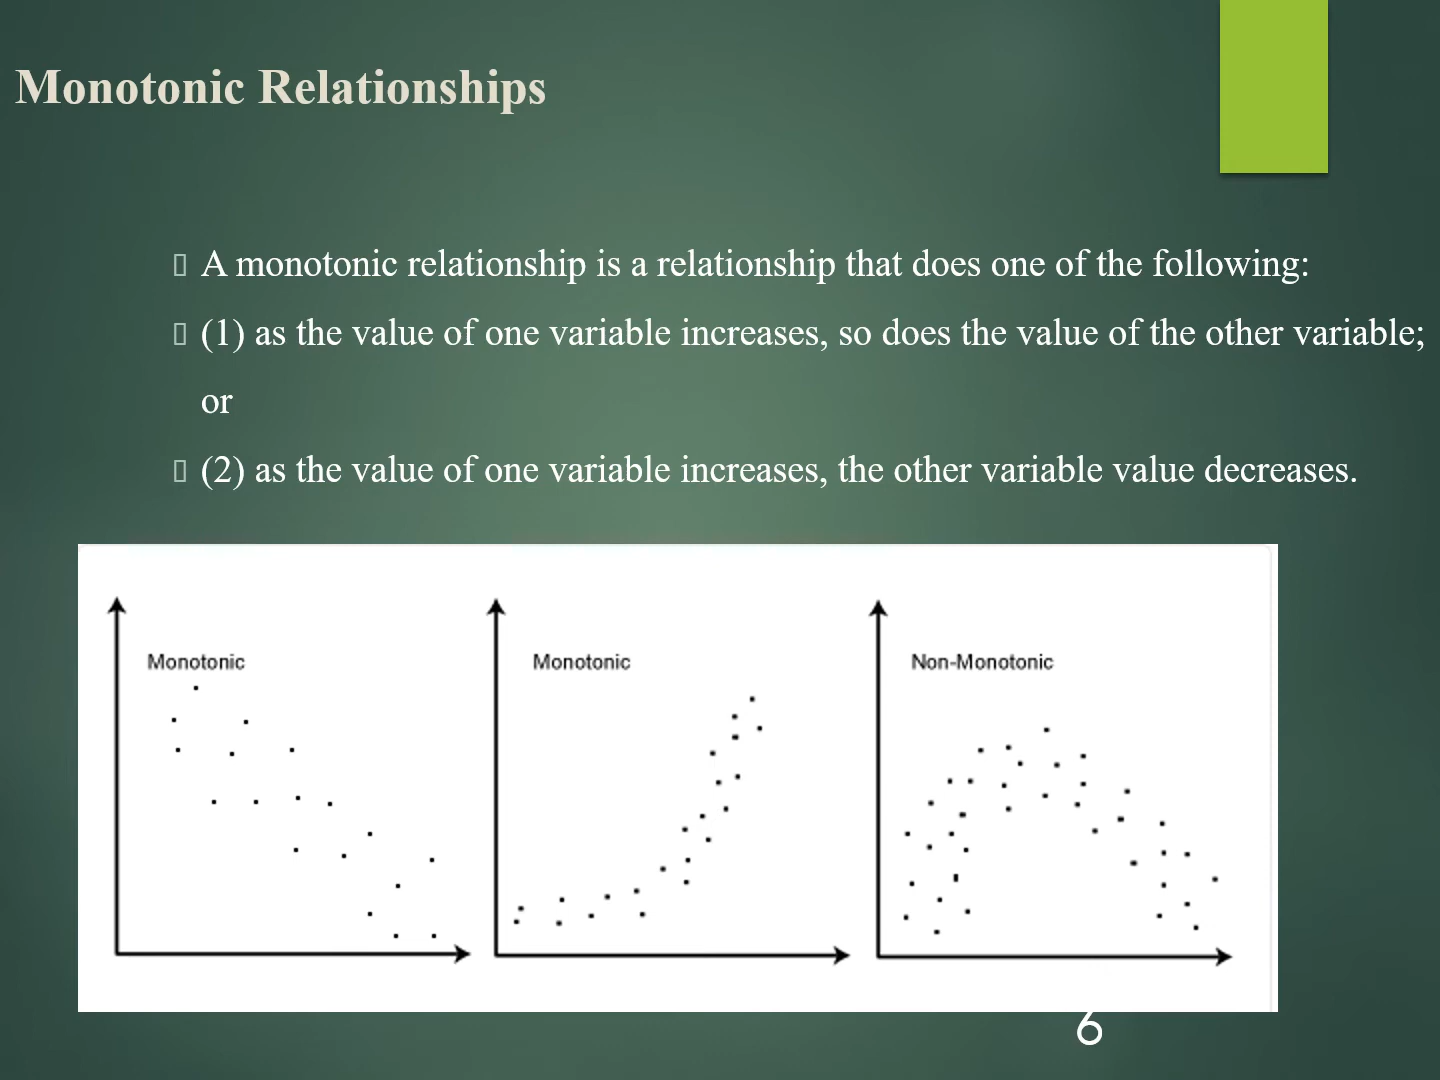 Monotonic Relationships
▯ A monotonic relationship is a relationship that does one of the following:
▯ (1) as the value of one variable increases, so does the value of the other variable;
or
▯ (2) as the value of one variable increases, the other variable value decreases.
Monotonic
Monotonic
Non-Monotonic
6